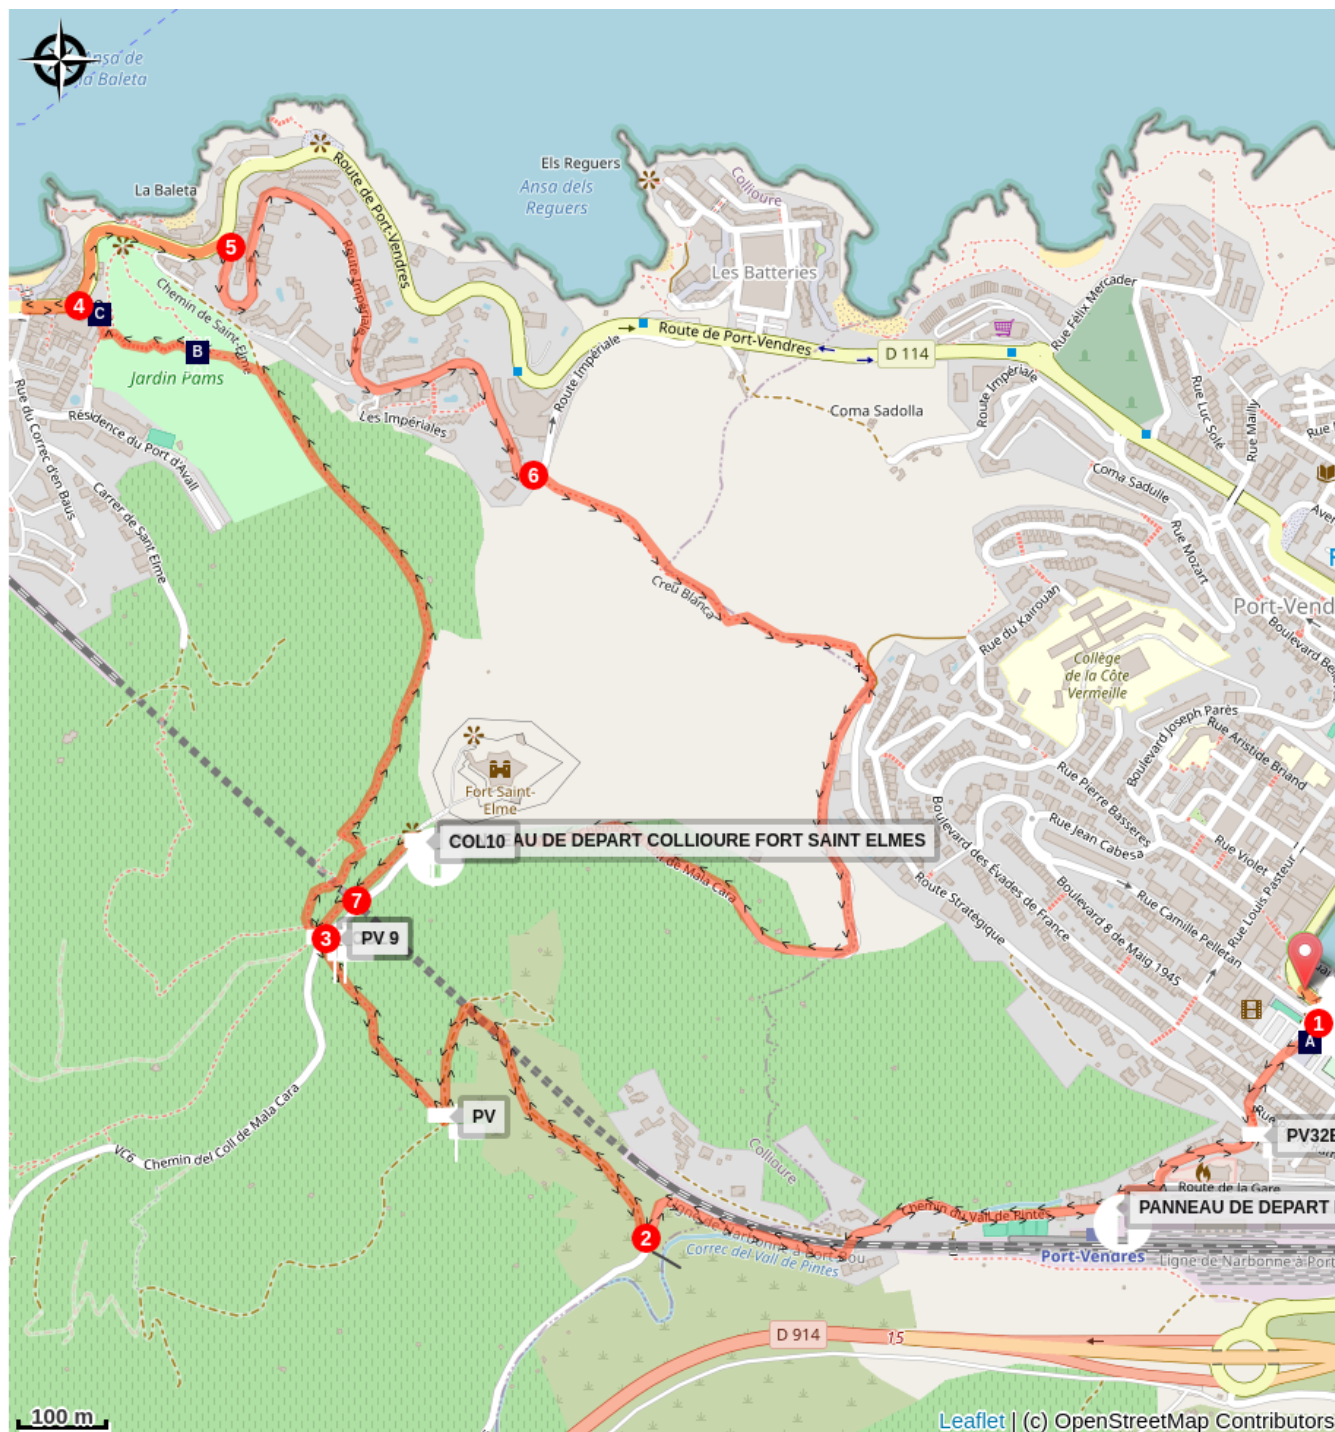 Ansa de
la Baleta
La Baleta
Route de Port-Vendres
Els Reguers
Ansa dels
Reguers
Collioure
Les Batteries
5
Route Impériale
Chemin de Saint-Elme
4
C
B
Jardin Pams
Route de Port-Vendres
D 114
Rue Félix Mercader
Route Impériale
Route Impériale
Les Impériales
Coma Sadolla
Rue Luc Solé
Rue Mailly
Résidence du Port d'Avall
Rue du Correc d'en Baus
Carrer de Sant Elme
6
Coma Sadulle
Rue Mozart
Creu Blanca
Rue du Kairouan
Port-Vend
Collège
de la Côte
Vermeille
Boulevard Joseph Parès
Rue Aristide Briand
Fort Saint-
Elme
Rue Pierre Basseres
Boulevard des Évades de France
Rue Jean Cabesa
Rue Violet
COL10
EAU DE DEPART COLLIOURE FORT SAINT ELMES
de Mala Cara
Route Stratégique
Boulevard 8 de Maig 1945
Rue Camille Pelletan
Rue Louis Pasteur
7
3
PV 9
1
A
PV
PV32
VC6
Chemin del Coll de Mala Cara
Collioure
Route de la Gare
PANNEAU DE DEPART
Chemin du Vall de Pintes
2
Correc del Vall de Pintes
Port-Vendres
Ligne de Narbonne à Port
D 914
15
100 m
Leaflet | (c) OpenStreetMap Contributors